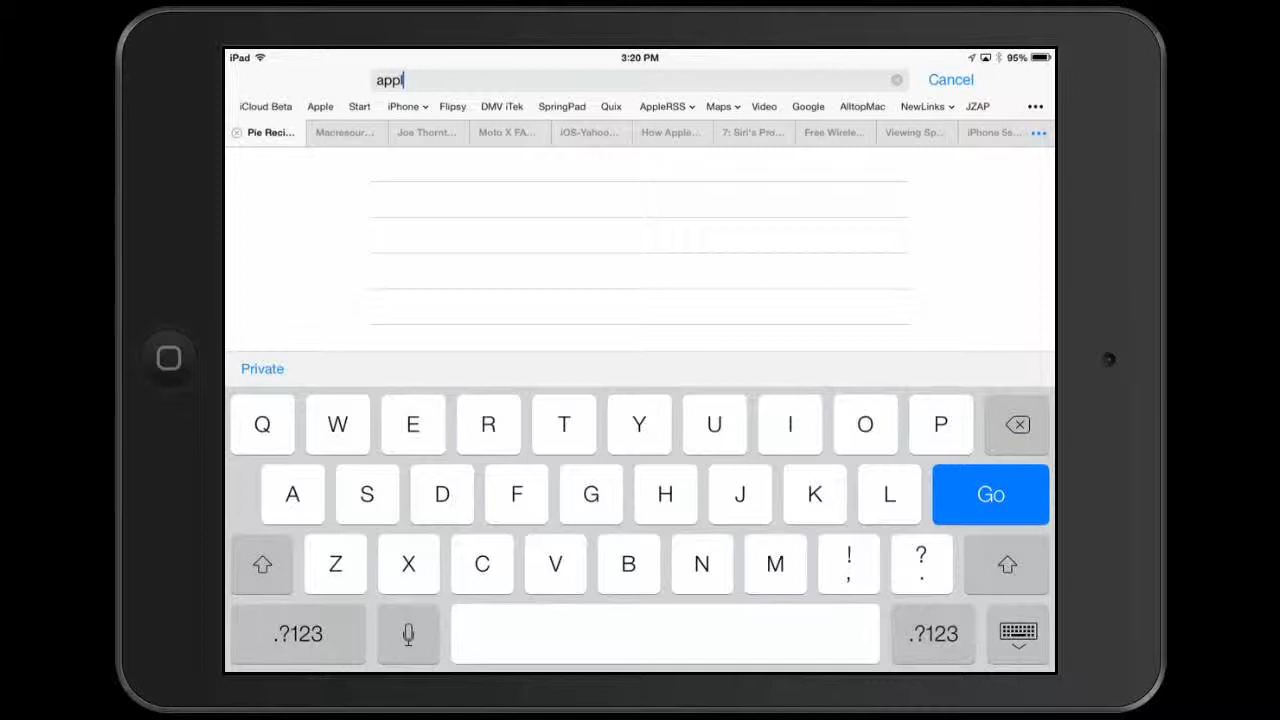 iPad 3:20 PM 95%
appl Cancel
iCloud Beta Apple Start iPhone Flipsy DMV iTek SpringPad Quix AppleRSS Maps Video Google AlltopMac NewLinks JZAP •••
Pie Reci... Macresour... Joe Thornt... Moto X FA... iOS-Yahoo... How Apple... 7: Siri's Pro... Free Wirele... Viewing Sp... iPhone 5s... •••
Private
Q W E R T Y U I O P
A S D F G H J K L Go
Z X C V B N M ! , ? .
.?123 .?123